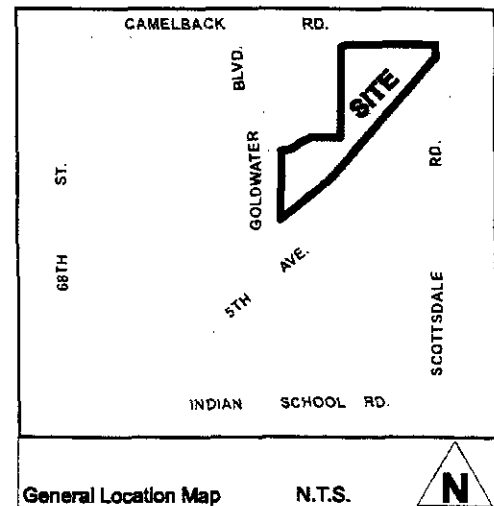 CAMELBACK RD.
BLVD.
SITE
GOLDWATER
RD.
ST.
68TH
AVE.
5TH
SCOTTSDALE
INDIAN SCHOOL RD.
General Location Map N.T.S. N